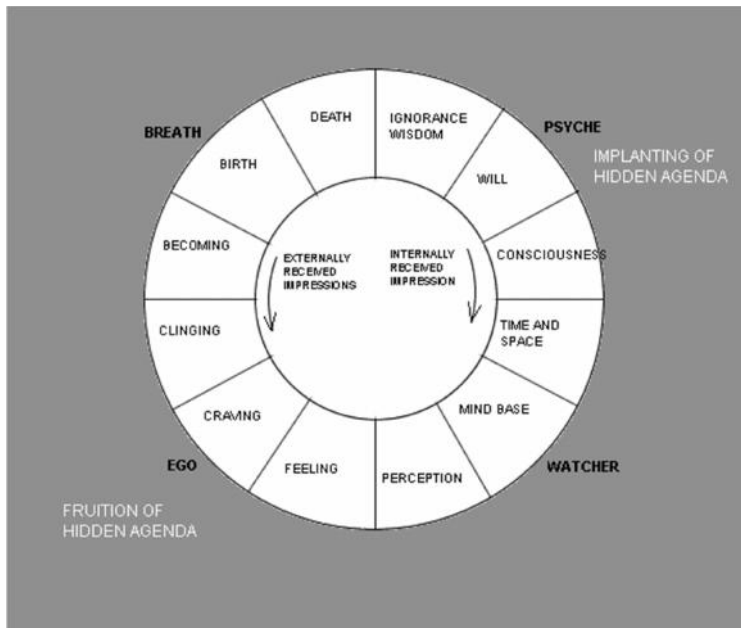 DEATH
IGNORANCE
WISDOM
BREATH
PSYCHE
BIRTH
WILL
IMPLANTING OF
HIDDEN AGENDA
BECOMING
CONSCIOUSNESS
EXTERNALLY
RECEIVED
IMPRESSIONS
INTERNALLY
RECEIVED
IMPRESSION
CLINGING
TIME AND
SPACE
CRAVING
MIND BASE
EGO
FEELING
PERCEPTION
WATCHER
FRUITION OF
HIDDEN AGENDA